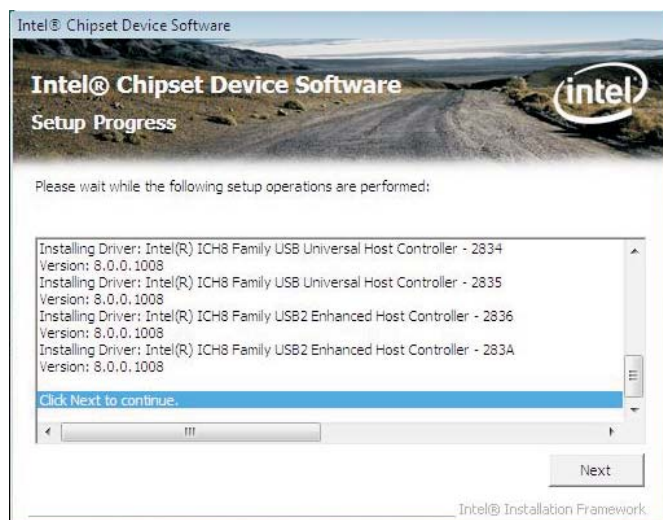 Intel® Chipset Device Software
Intel® Chipset Device Software
intel
Setup Progress
Please wait while the following setup operations are performed:
Installing Driver: Intel(R) ICH8 Family USB Universal Host Controller - 2834
Version: 8.0.0.1008
Installing Driver: Intel(R) ICH8 Family USB Universal Host Controller - 2835
Version: 8.0.0.1008
Installing Driver: Intel(R) ICH8 Family USB2 Enhanced Host Controller - 2836
Version: 8.0.0.1008
Installing Driver: Intel(R) ICH8 Family USB2 Enhanced Host Controller - 283A
Version: 8.0.0.1008
Click Next to continue.
Next
Intel® Installation Framework